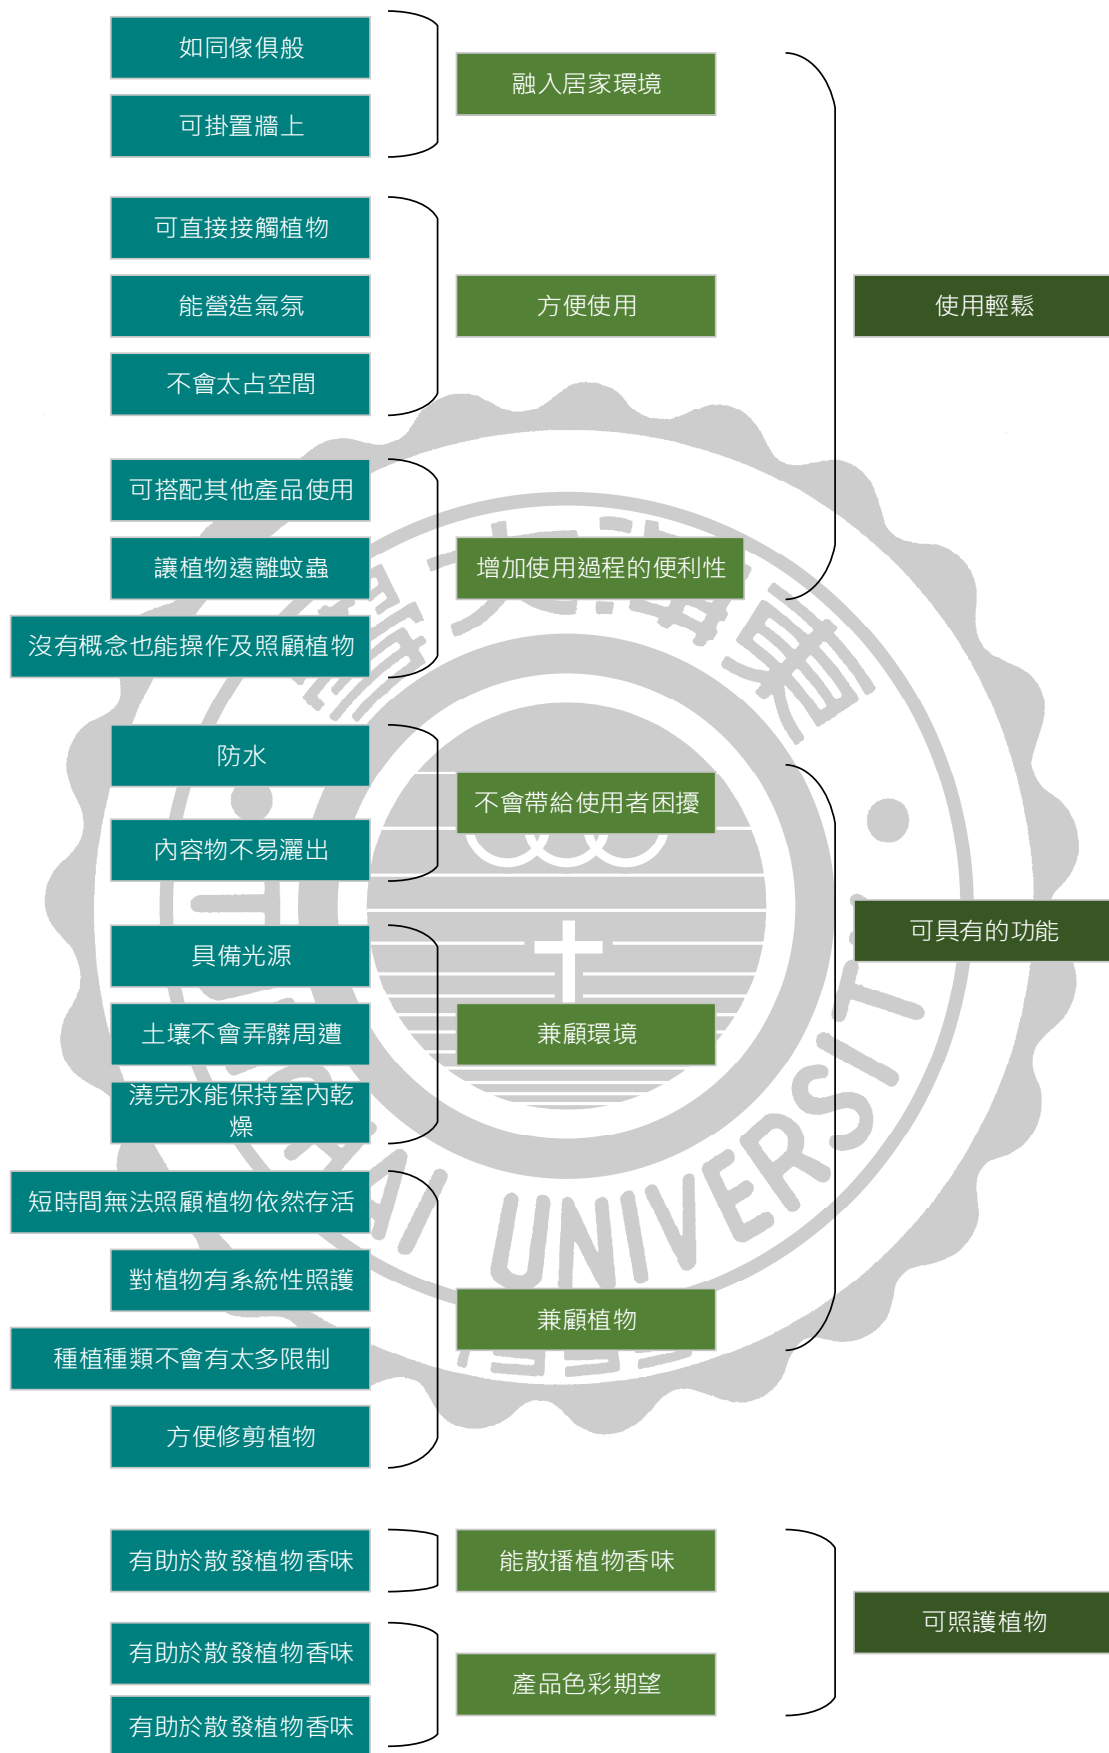 如同傢俱般
可掛置牆上
融入居家環境
可直接接觸植物
能營造氣氛
不會太占空間
方便使用
可搭配其他產品使用
讓植物遠離蚊蟲
沒有概念也能操作及照顧植物
增加使用過程的便利性
使用輕鬆
防水
內容物不易灑出
不會帶給使用者困擾
具備光源
土壤不會弄髒周遭
澆完水能保持室內乾
燥
兼顧環境
短時間無法照顧植物依然存活
對植物有系統性照護
種植種類不會有太多限制
方便修剪植物
兼顧植物
可具有的功能
有助於散發植物香味
能散播植物香味
有助於散發植物香味
有助於散發植物香味
產品色彩期望
可照護植物
東海大學
UNIVERSITY